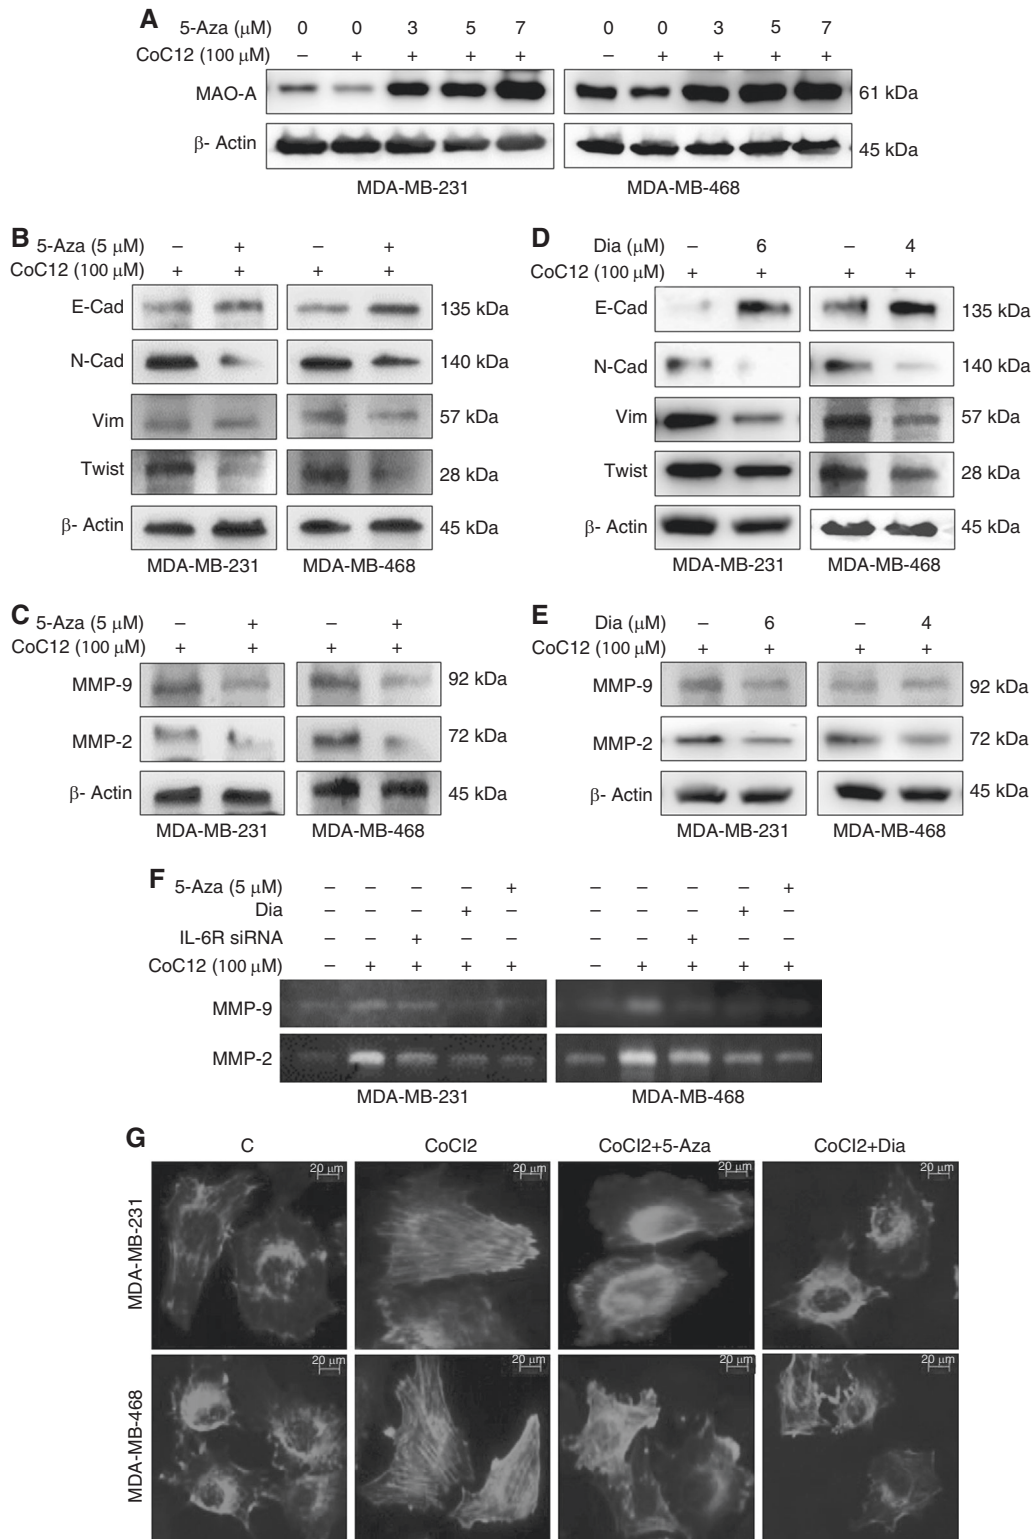 A
5-Aza (μM) 0 0 3 5 7 0 0 3 5 7
CoC12 (100 μM) – + + + + – + + + +
MAO-A 61 kDa
β- Actin 45 kDa
MDA-MB-231 MDA-MB-468
B
5-Aza (5 μM) – + – +
CoC12 (100 μM) + + + +
E-Cad 135 kDa
N-Cad 140 kDa
Vim 57 kDa
Twist 28 kDa
β- Actin 45 kDa
MDA-MB-231 MDA-MB-468
D
Dia (μM) – 6 – 4
CoC12 (100 μM) + + + +
E-Cad 135 kDa
N-Cad 140 kDa
Vim 57 kDa
Twist 28 kDa
β- Actin 45 kDa
MDA-MB-231 MDA-MB-468
C
5-Aza (5 μM) – + – +
CoC12 (100 μM) + + + +
MMP-9 92 kDa
MMP-2 72 kDa
β- Actin 45 kDa
MDA-MB-231 MDA-MB-468
E
Dia (μM) – 6 – 4
CoC12 (100 μM) + + + +
MMP-9 92 kDa
MMP-2 72 kDa
β- Actin 45 kDa
MDA-MB-231 MDA-MB-468
F
5-Aza (5 μM) – – – – + – – – – +
Dia – – – + – – – – + –
IL-6R siRNA – – + – – – – + – –
CoC12 (100 μM) – + + + + – + + + +
MMP-9
MMP-2
MDA-MB-231 MDA-MB-468
G
C CoCl2 CoCl2+5-Aza CoCl2+Dia
MDA-MB-231
20 μm 20 μm 20 μm 20 μm
MDA-MB-468
20 μm 20 μm 20 μm 20 μm